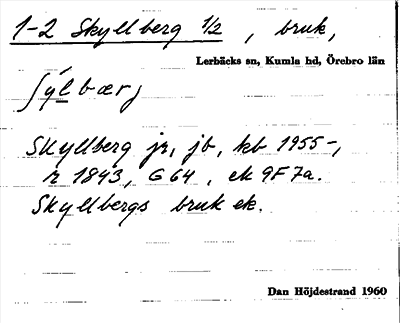 1-2 Skyllberg 1/2, bruk,
Lerbäcks sn, Kumla hd, Örebro län
ʃýlbærj
Skyllberg jr, jb, kb 1955-,
r 1843, G 64, ek 9F 7a.
Skyllbergs bruk ek.
Dan Höjdestrand 1960